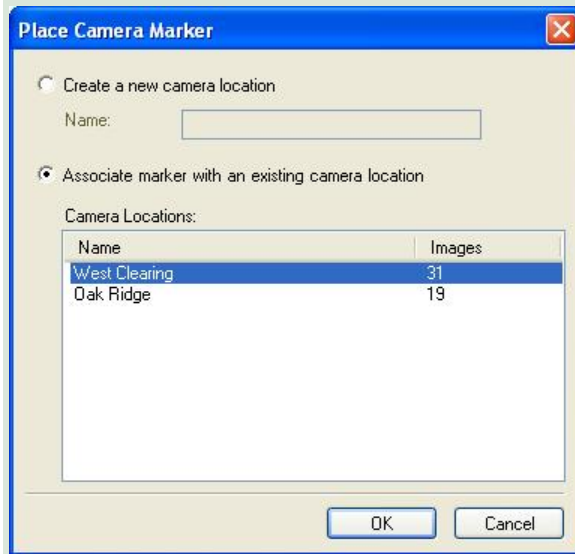 Place Camera Marker
Create a new camera location
Name:
Associate marker with an existing camera location
Camera Locations:
Name Images
West Clearing 31
Oak Ridge 19
OK Cancel